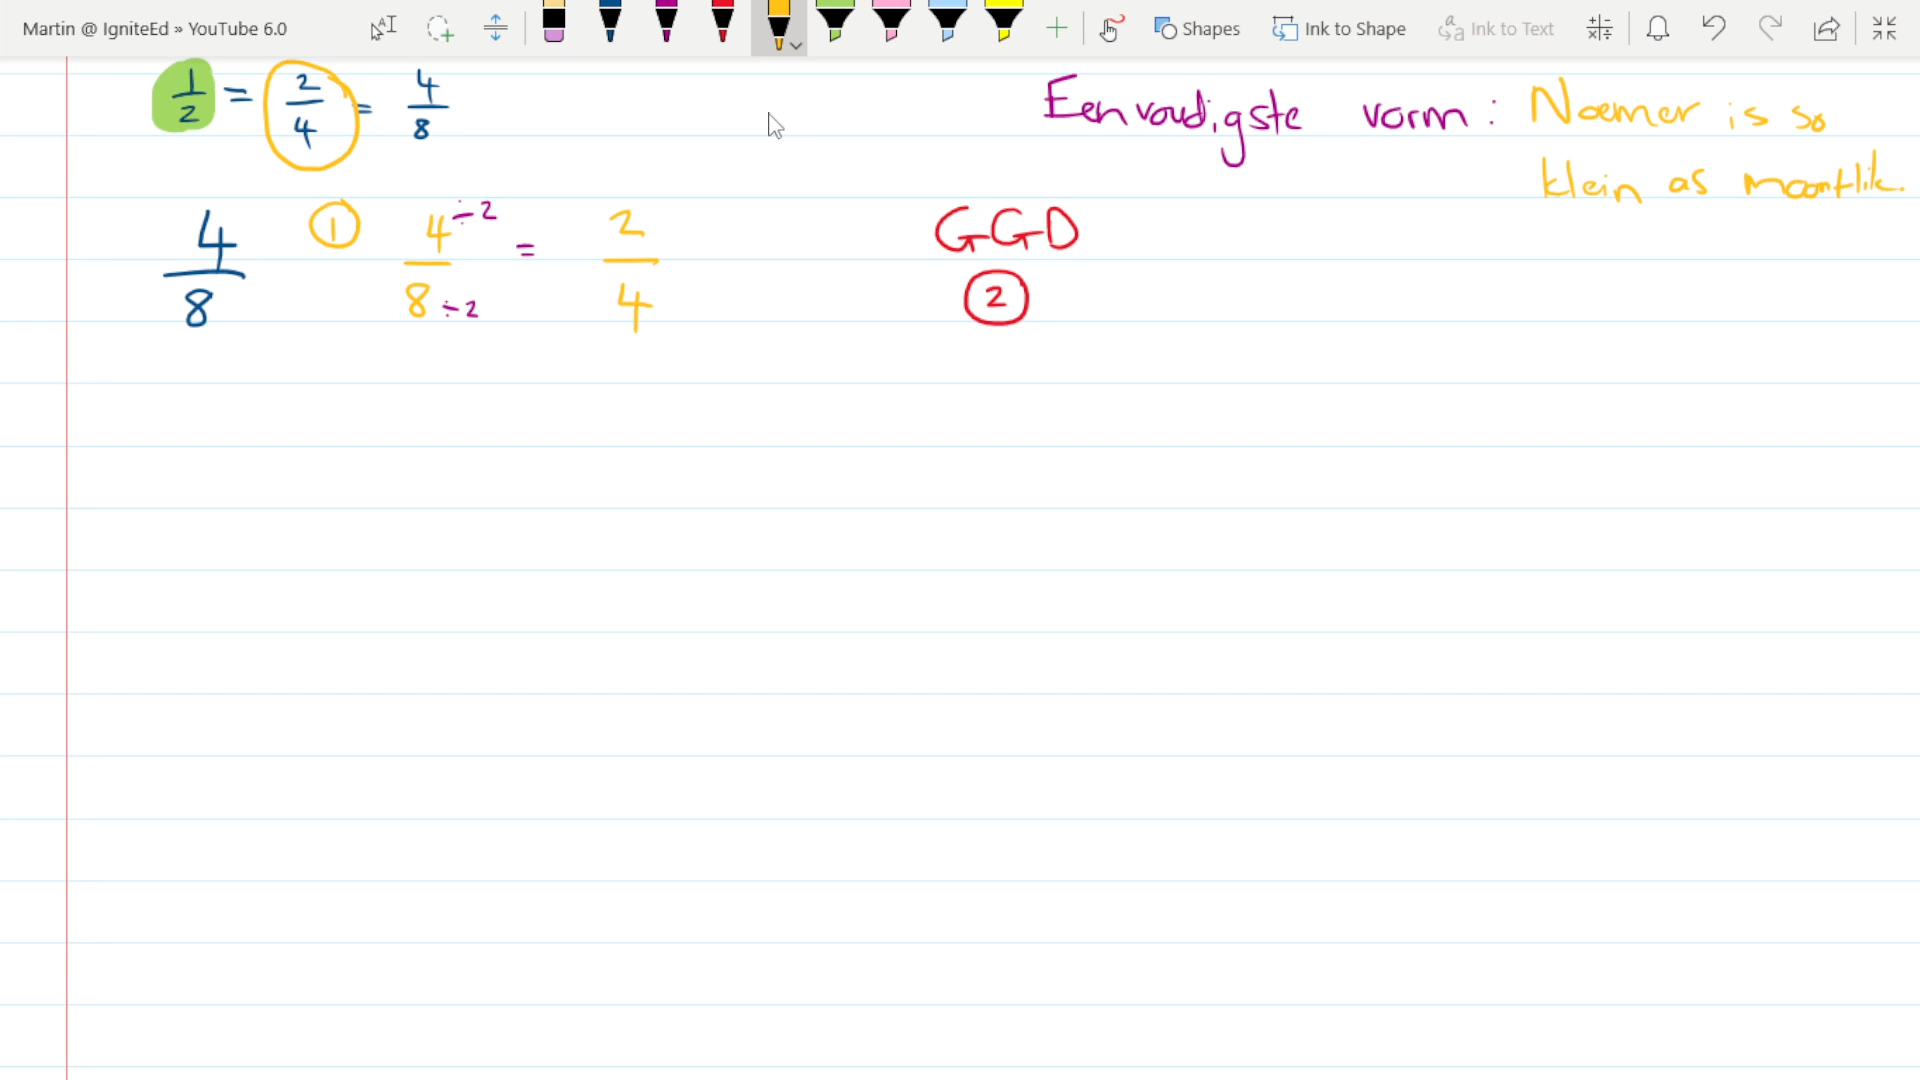 Martin @ IgniteEd » YouTube 6.0 Shapes Ink to Shape Ink to Text
1/2 = 2/4 = 4/8
Eenvoudigste vorm: Noemer is so
klein as moontlik.
4/8 ① 4÷2/8÷2 = 2/4 GGD
②